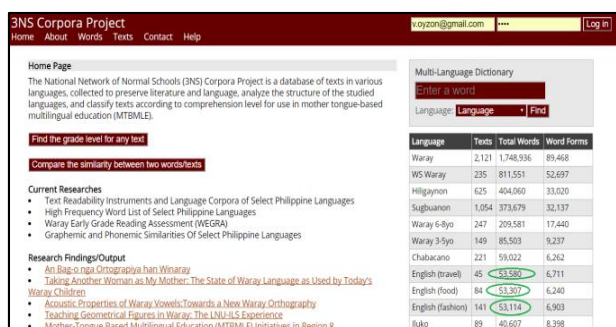 3NS Corpora Project
v.oyzon@gmail.com •••• Log in
Home About Words Texts Contact Help
Home Page
The National Network of Normal Schools (3NS) Corpora Project is a database of texts in various
languages, collected to preserve literature and language, analyze the structure of the studied
languages, and classify texts according to comprehension level for use in mother tongue-based
multilingual education (MTBMLE).
Find the grade level for any text
Compare the similarity between two words/texts
Current Researches
• Text Readability Instruments and Language Corpora of Select Philippine Languages
• High Frequency Word List of Select Philippine Languages
• Waray Early Grade Reading Assessment (WEGRA)
• Graphemic and Phonemic Similarities Of Select Philippine Languages
Research Findings/Output
• An Bag-o nga Ortograpiya han Winaray
• Taking Another Woman as My Mother: The State of Waray Language as Used by Today's
Waray Children
• Acoustic Properties of Waray Vowels:Towards a New Waray Orthography
• Teaching Geometrical Figures in Waray: The LNU-ILS Experience
• Mother-Tongue Based Multilingual Education (MTBMLE) Initiatives in Region 8
Multi-Language Dictionary
Enter a word
Language: Language Find
Language Texts Total Words Word Forms
Waray 2,121 1,748,936 89,468
WS Waray 235 811,551 52,697
Hiligaynon 625 404,060 33,020
Sugbuanon 1,054 373,679 32,137
Waray 6-8yo 247 209,581 17,440
Waray 3-5yo 149 85,503 9,237
Chabacano 221 59,022 6,262
English (travel) 45 53,580 6,711
English (food) 84 53,307 6,240
English (fashion) 141 53,114 6,903
Iluko 89 40,607 8,398